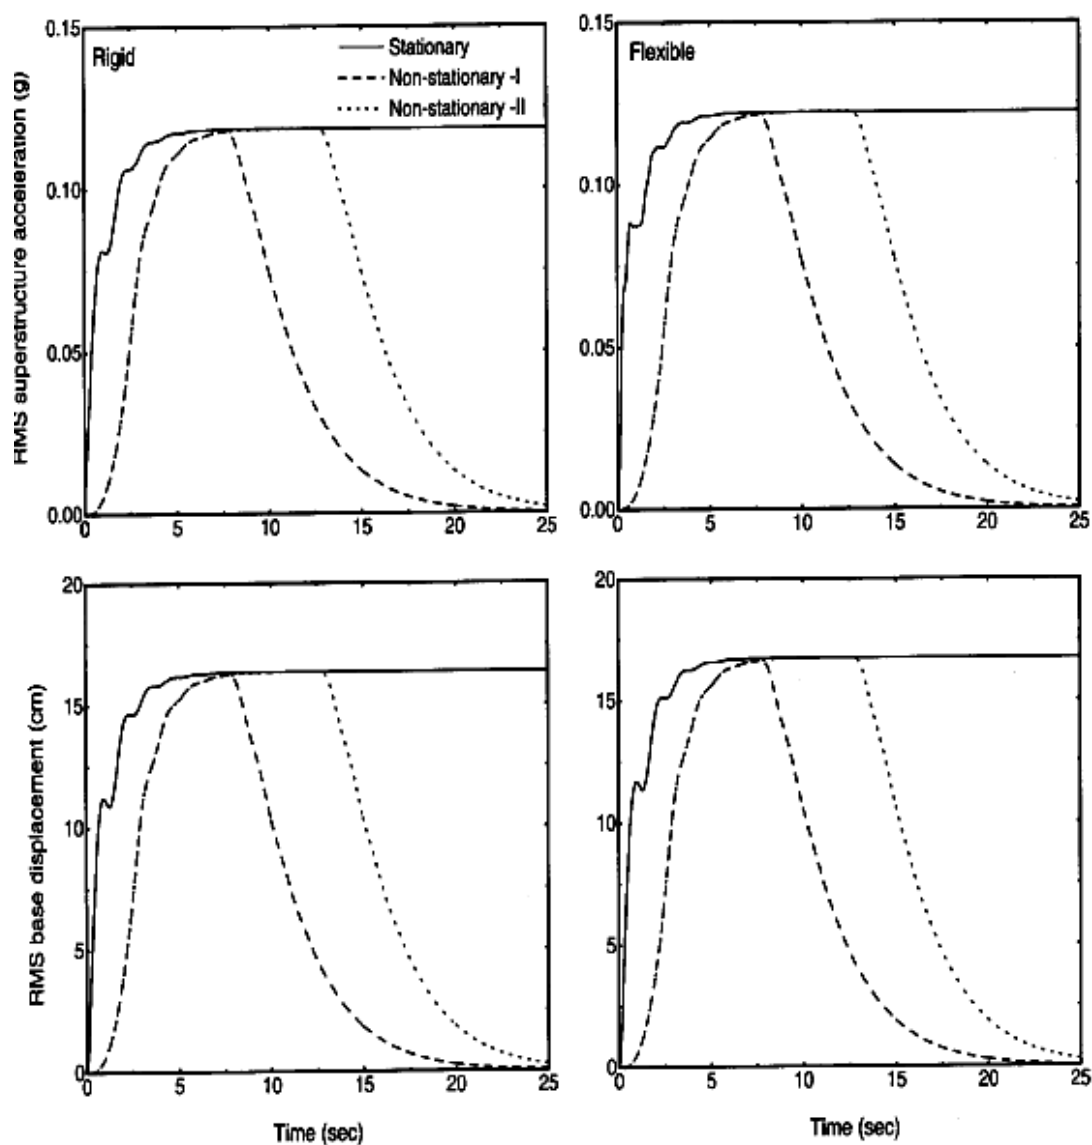 Rigid
Stationary
Non-stationary -I
Non-stationary -II
RMS superstructure acceleration (g)
0.15
0.10
0.05
0.00
0 5 10 15 20 25
Flexible
0.15
0.10
0.05
0.00
0 5 10 15 20 25
RMS base displacement (cm)
20
15
10
5
0
0 5 10 15 20 25
Time (sec)
20
15
10
5
0
0 5 10 15 20 25
Time (sec)